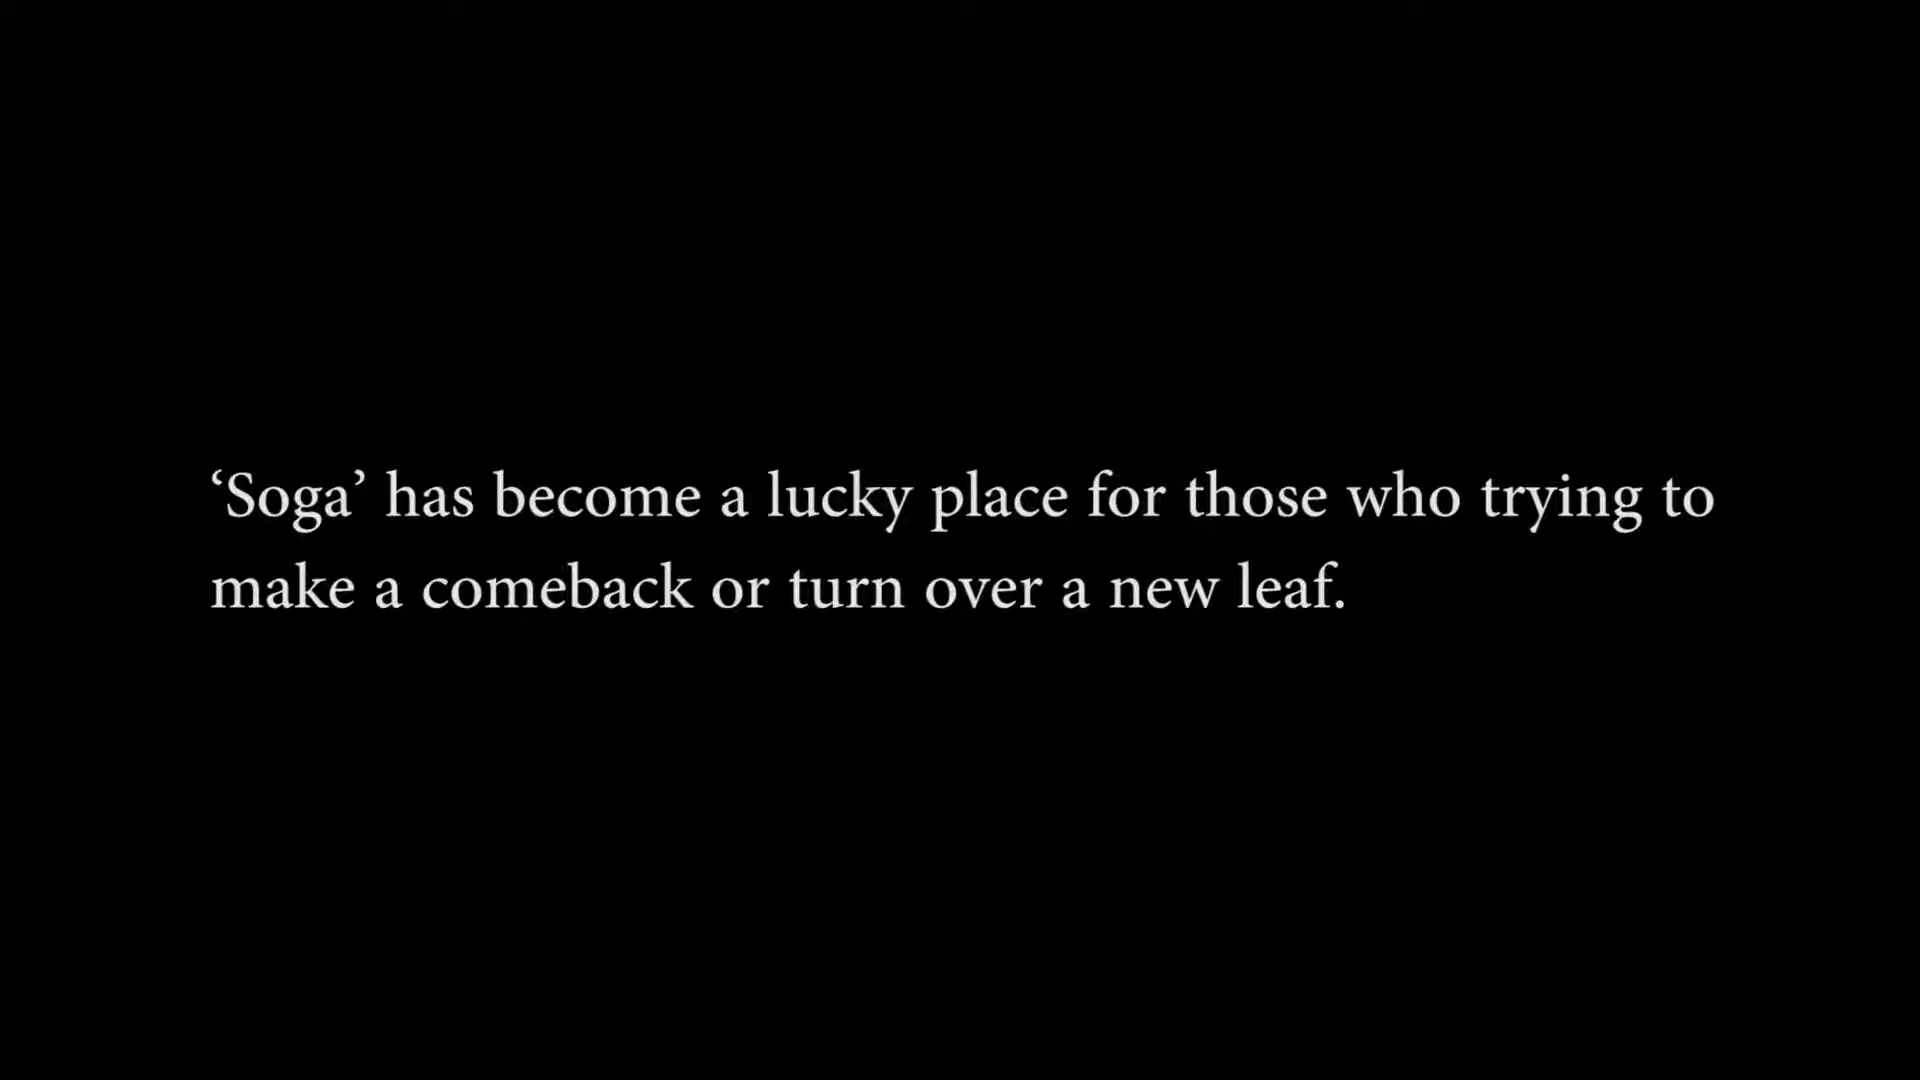 ‘Soga’ has become a lucky place for those who trying to
make a comeback or turn over a new leaf.